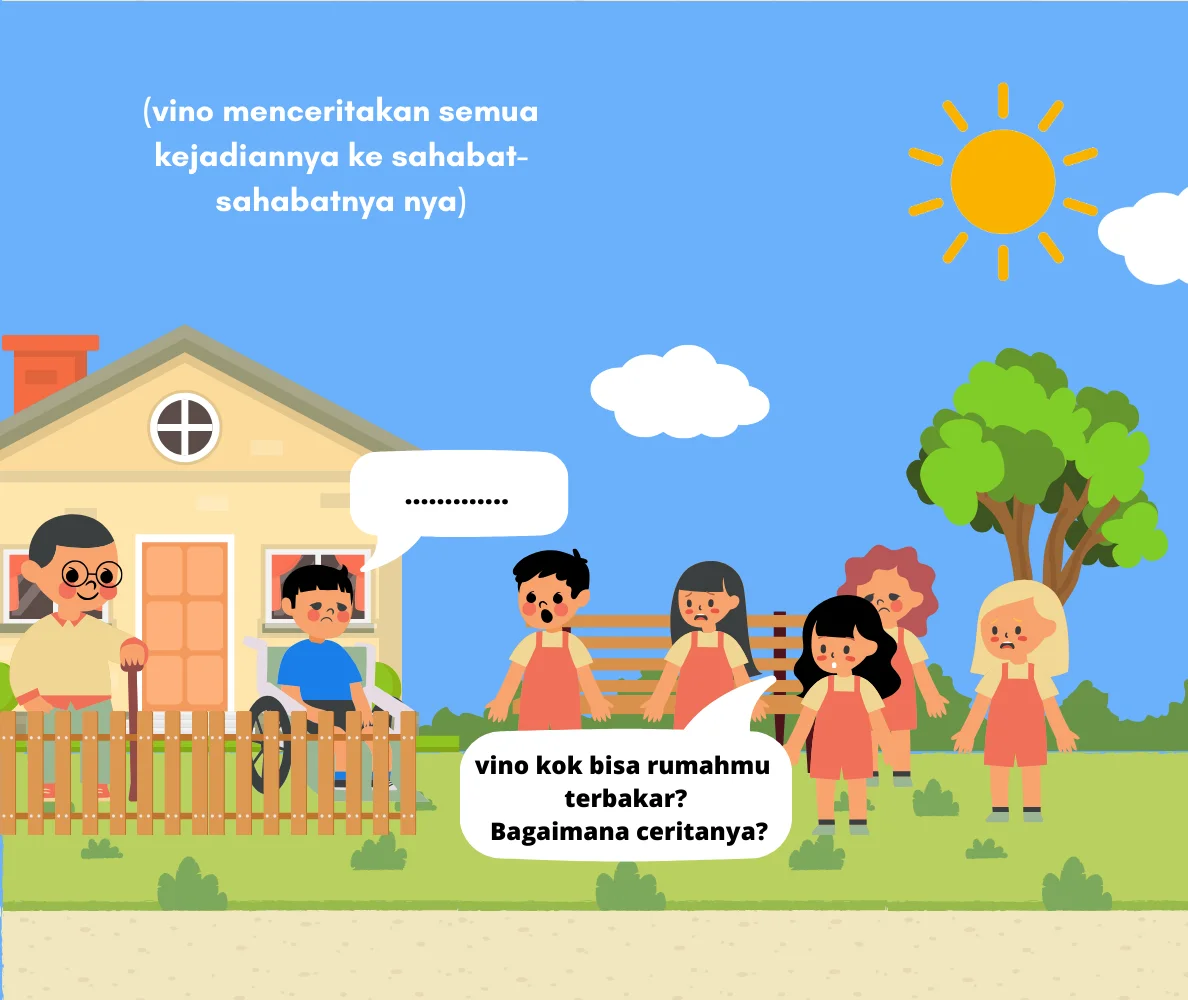 (vino menceritakan semua
kejadiannya ke sahabat-
sahabatnya nya)
.............
vino kok bisa rumahmu
terbakar?
Bagaimana ceritanya?